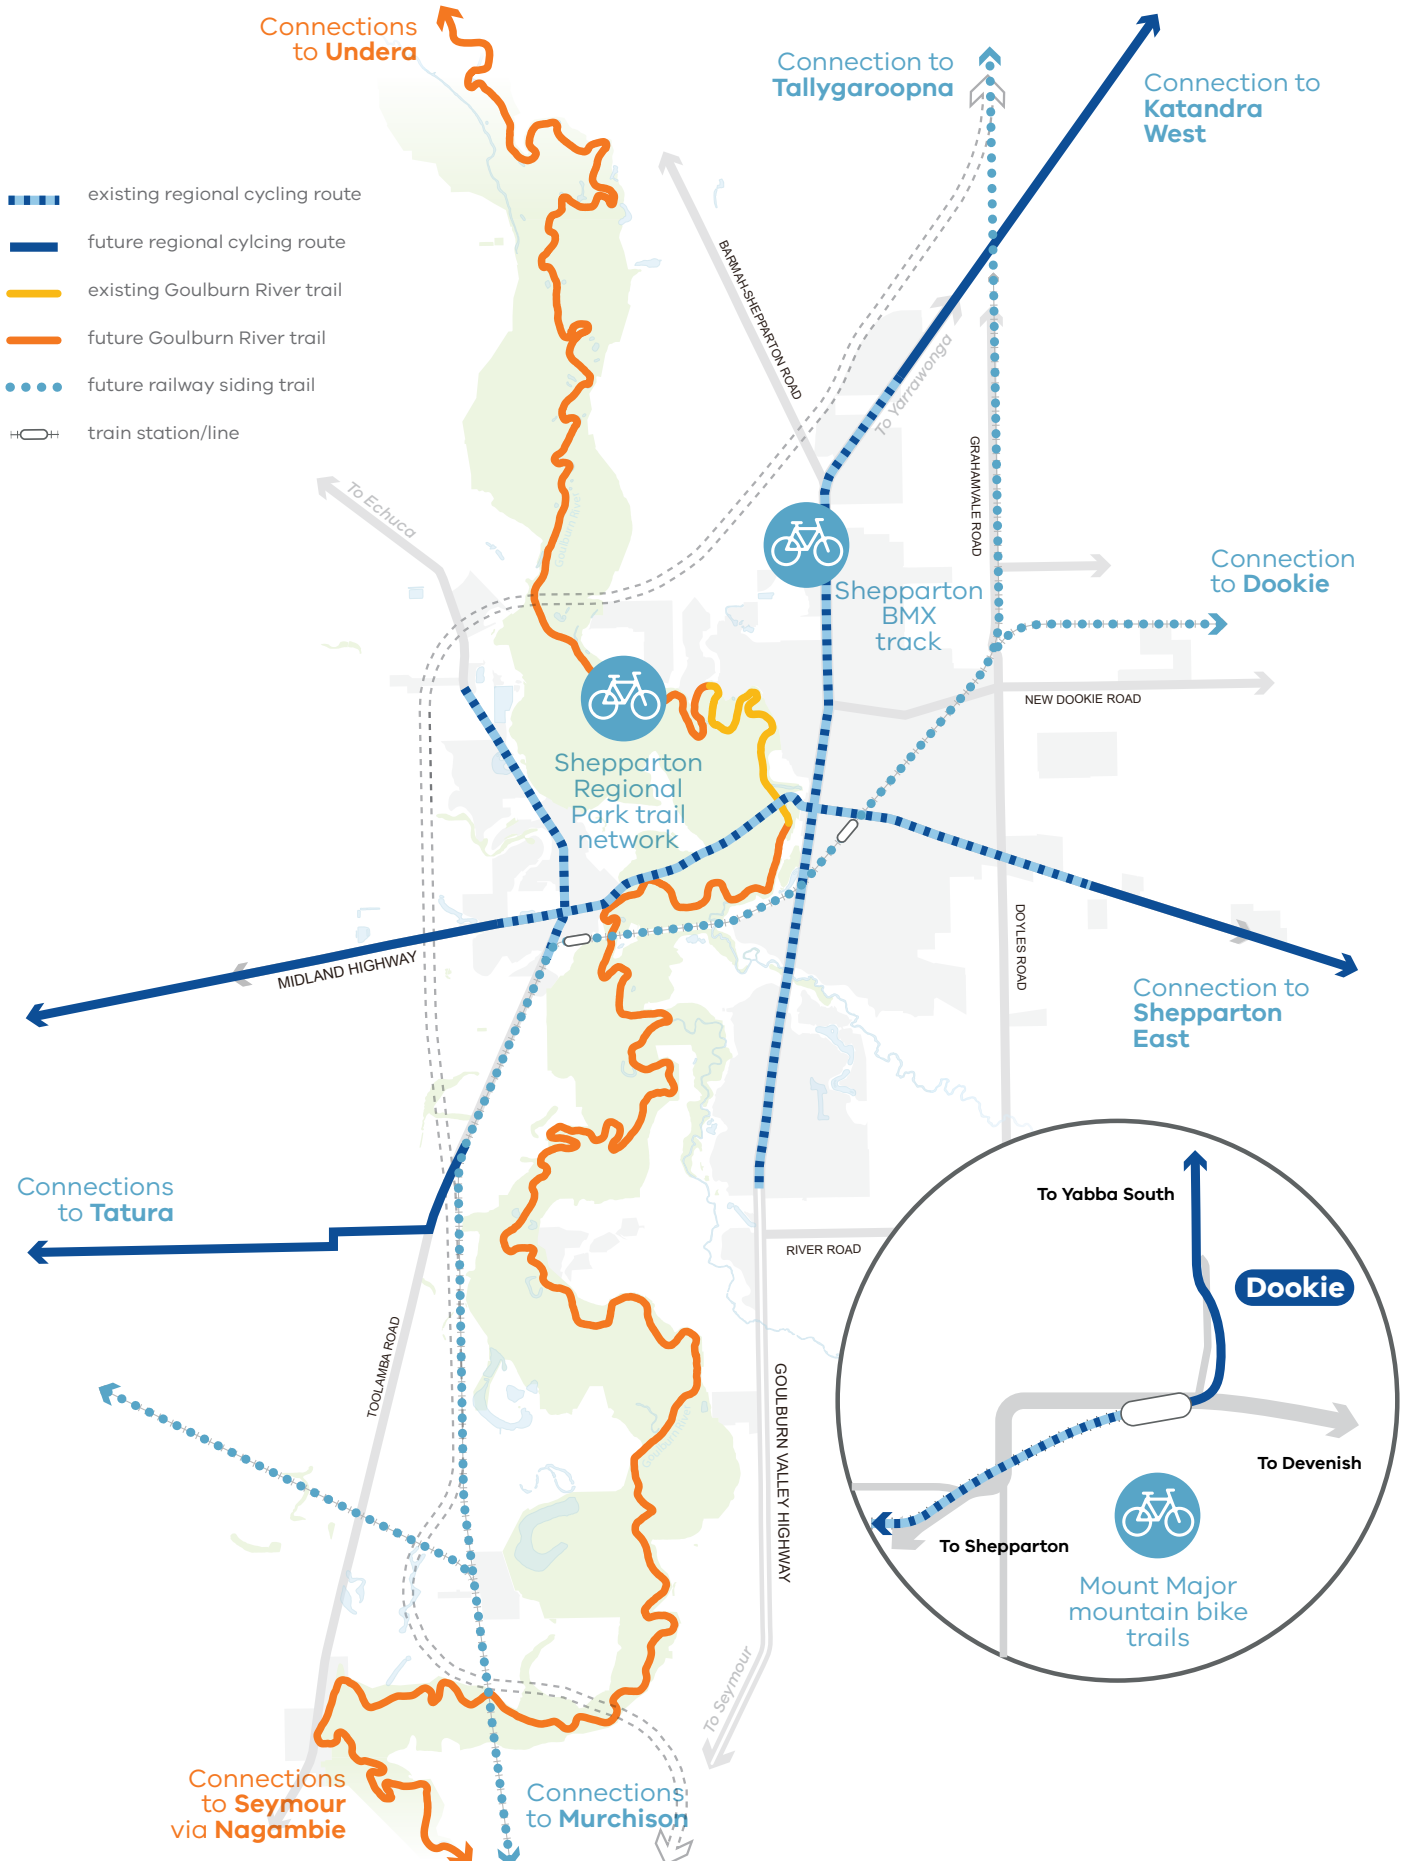 Connections
to Undera
Connection to
Tallygaroopna
Connection to
Katandra
West
existing regional cycling route
future regional cylcing route
existing Goulburn River trail
future Goulburn River trail
future railway siding trail
train station/line
BARMAH-SHEPPARTON ROAD
To Yarrawonga
GRAHAMVALE ROAD
To Echuca
Goulburn River
Connection
to Dookie
Shepparton
BMX
track
NEW DOOKIE ROAD
Shepparton
Regional
Park trail
network
MIDLAND HIGHWAY
DOYLES ROAD
Connection to
Shepparton
East
Connections
to Tatura
To Yabba South
RIVER ROAD
Dookie
TOOLAMBA ROAD
GOULBURN VALLEY HIGHWAY
Goulburn River
To Devenish
To Shepparton
Mount Major
mountain bike
trails
To Seymour
Connections
to Seymour
via Nagambie
Connections
to Murchison